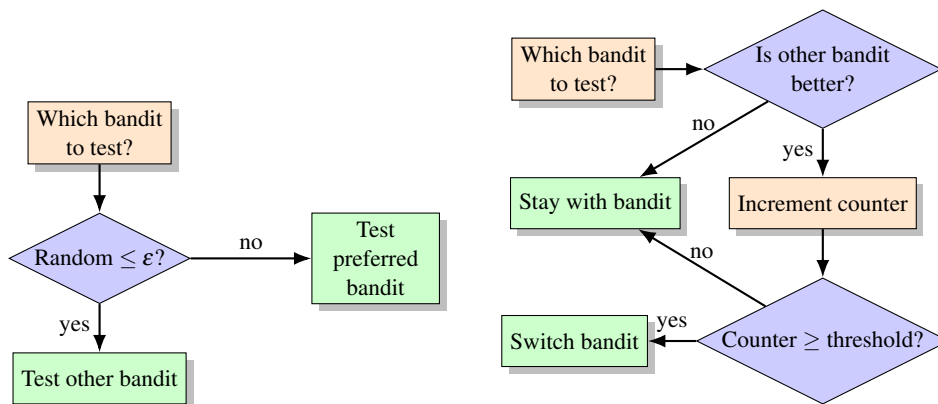 Which bandit
to test?
Random ≤ ε?
no
Test
preferred
bandit
yes
Test other bandit
Which bandit
to test?
Is other bandit
better?
no
yes
Stay with bandit
Increment counter
no
Switch bandit
yes
Counter ≥ threshold?